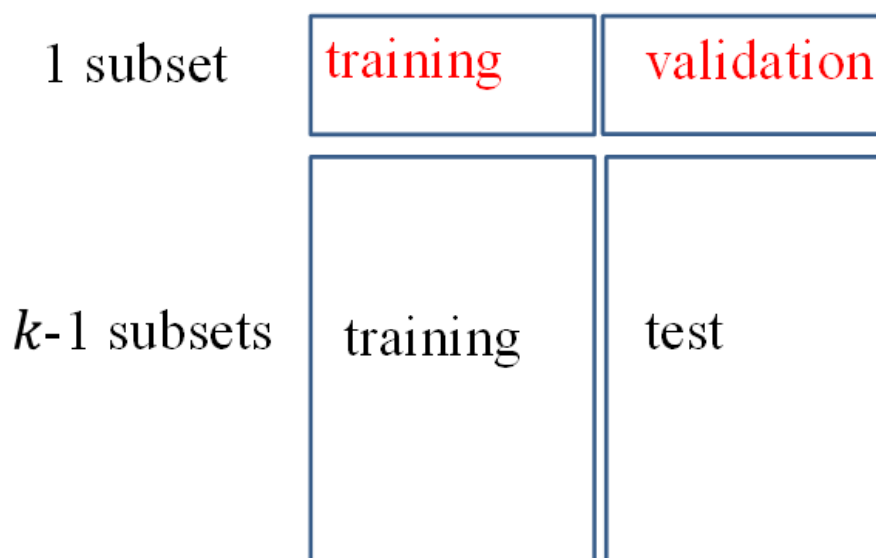 1 subset training validation
k-1 subsets training test